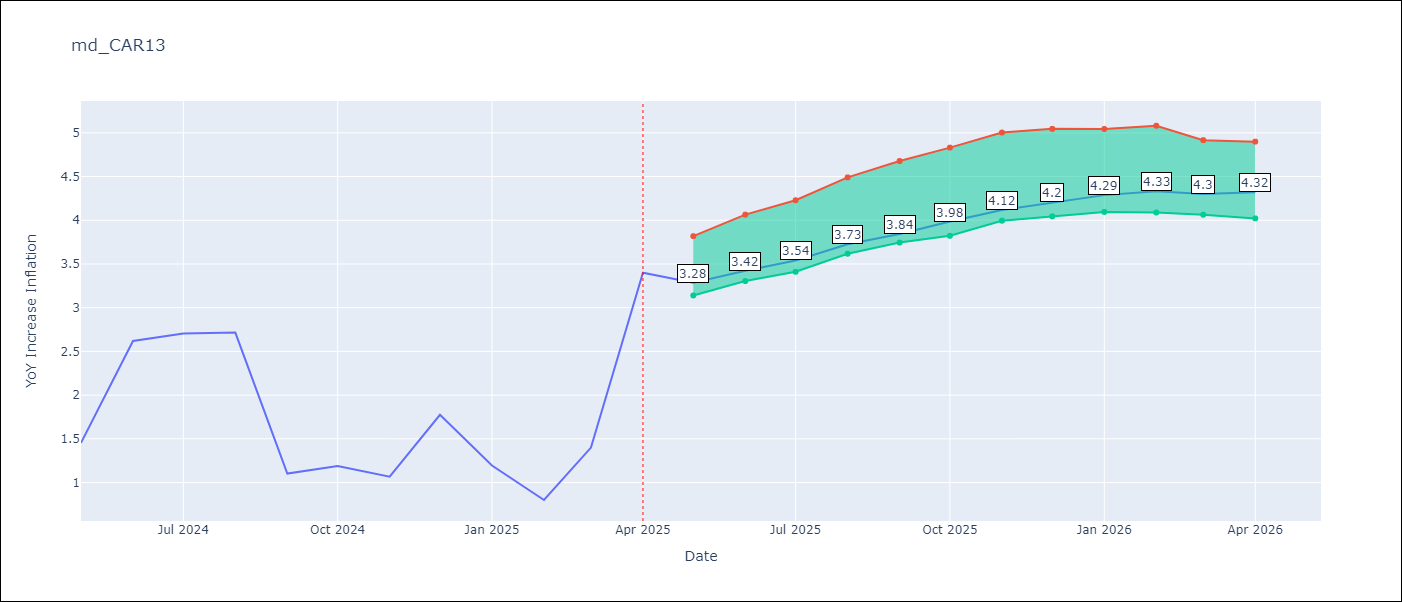 md_CAR13
YoY Increase Inflation
5
4.5
4
3.5
3
2.5
2
1.5
1
3.28
3.42
3.54
3.73
3.84
3.98
4.12
4.2
4.29
4.33
4.3
4.32
Jul 2024
Oct 2024
Jan 2025
Apr 2025
Jul 2025
Oct 2025
Jan 2026
Apr 2026
Date